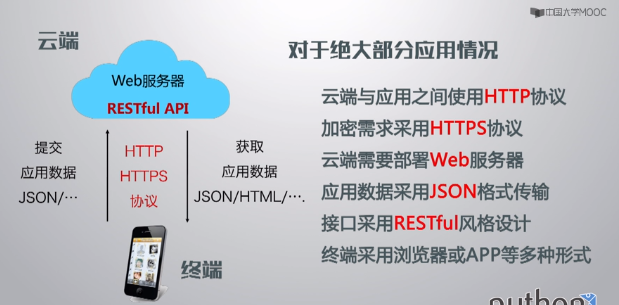 中国大学MOOC
云端
Web服务器
RESTful API
提交
应用数据
JSON/…
HTTP
HTTPS
协议
获取
应用数据
JSON/HTML/….
终端
对于绝大部分应用情况
云端与应用之间使用HTTP协议
加密需求采用HTTPS协议
云端需要部署Web服务器
应用数据采用JSON格式传输
接口采用RESTful风格设计
终端采用浏览器或APP等多种形式